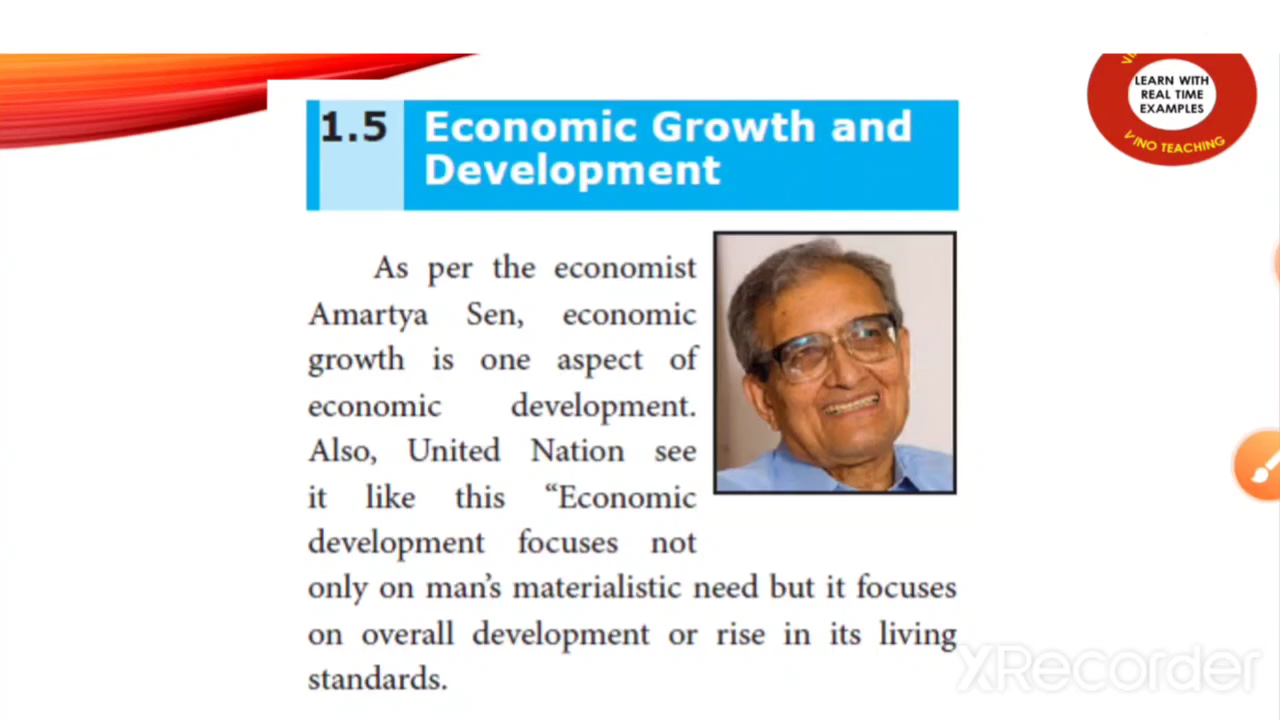 LEARN WITH
REAL TIME
EXAMPLES
VINO TEACHING
1.5 Economic Growth and
Development
As per the economist
Amartya Sen, economic
growth is one aspect of
economic development.
Also, United Nation see
it like this “Economic
development focuses not
only on man’s materialistic need but it focuses
on overall development or rise in its living
standards.
XRecorder